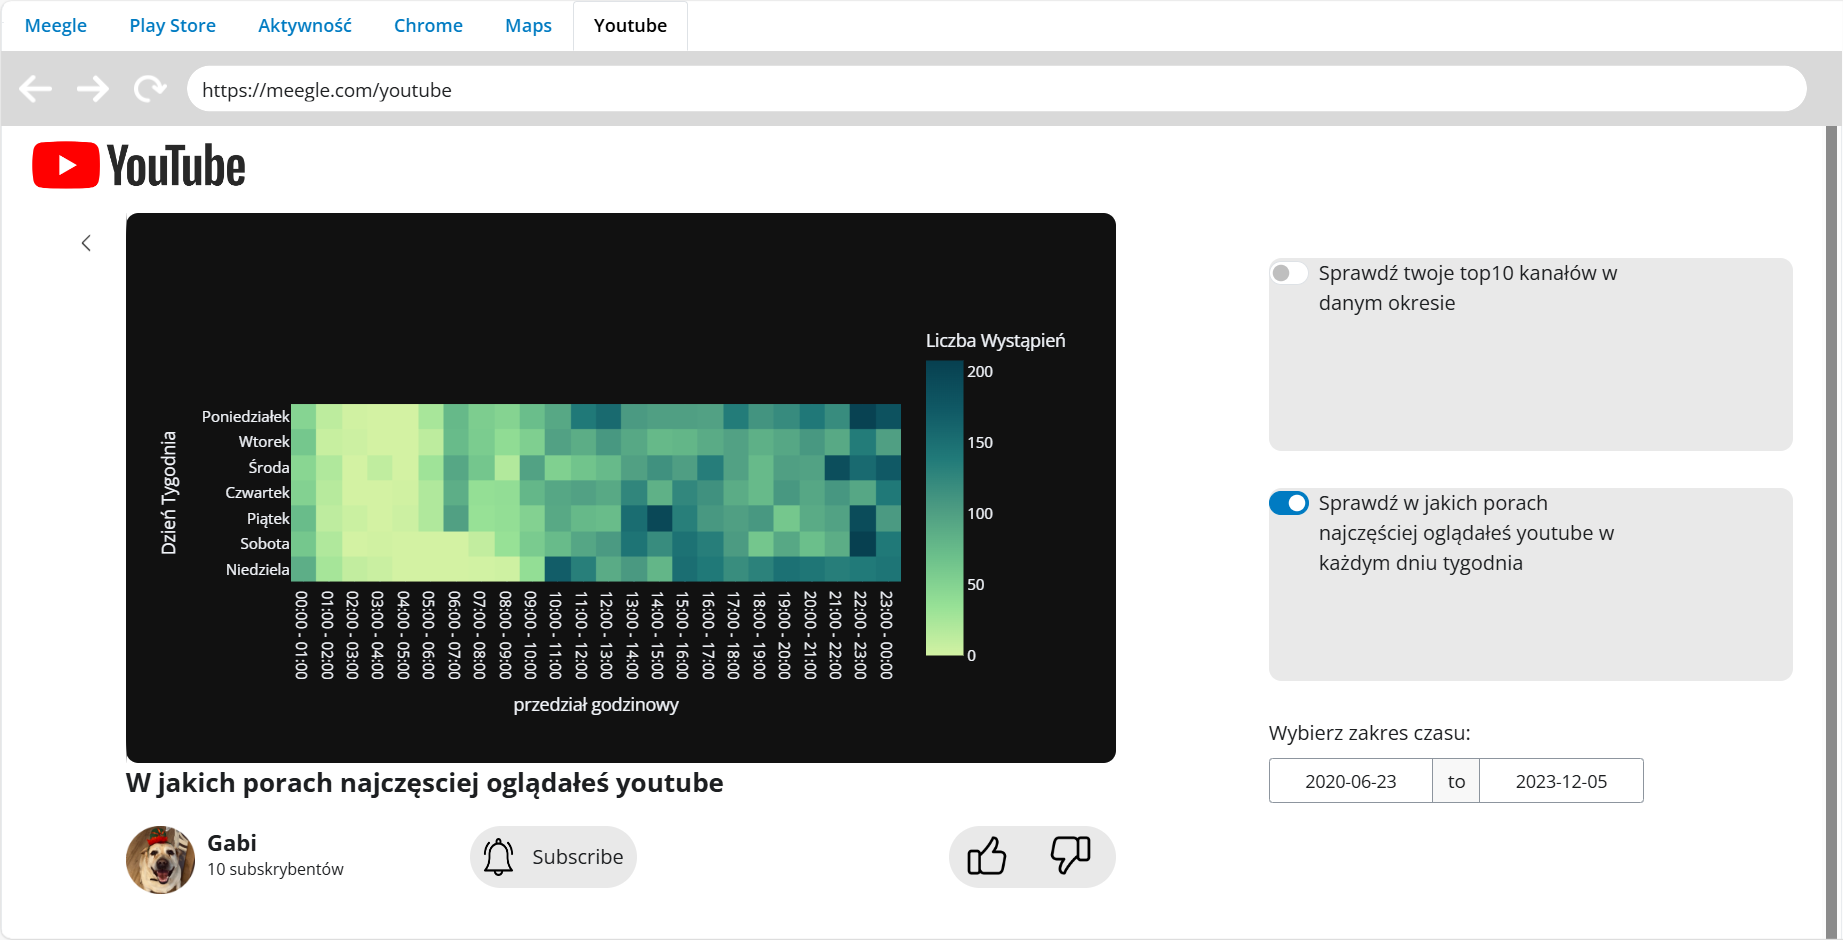 Meegle Play Store Aktywność Chrome Maps Youtube
https://meegle.com/youtube
YouTube
Liczba Wystąpień
200
150
100
50
0
Dzień Tygodnia
Poniedziałek
Wtorek
Środa
Czwartek
Piątek
Sobota
Niedziela
00:00 - 01:00
01:00 - 02:00
02:00 - 03:00
03:00 - 04:00
04:00 - 05:00
05:00 - 06:00
06:00 - 07:00
07:00 - 08:00
08:00 - 09:00
09:00 - 10:00
10:00 - 11:00
11:00 - 12:00
12:00 - 13:00
13:00 - 14:00
14:00 - 15:00
15:00 - 16:00
16:00 - 17:00
17:00 - 18:00
18:00 - 19:00
19:00 - 20:00
20:00 - 21:00
21:00 - 22:00
22:00 - 23:00
23:00 - 00:00
przedział godzinowy
W jakich porach najczęsciej oglądałeś youtube
Gabi
10 subskrybentów
Subscribe
Sprawdź twoje top10 kanałów w
danym okresie
Sprawdź w jakich porach
najczęściej oglądałeś youtube w
każdym dniu tygodnia
Wybierz zakres czasu:
2020-06-23 to 2023-12-05